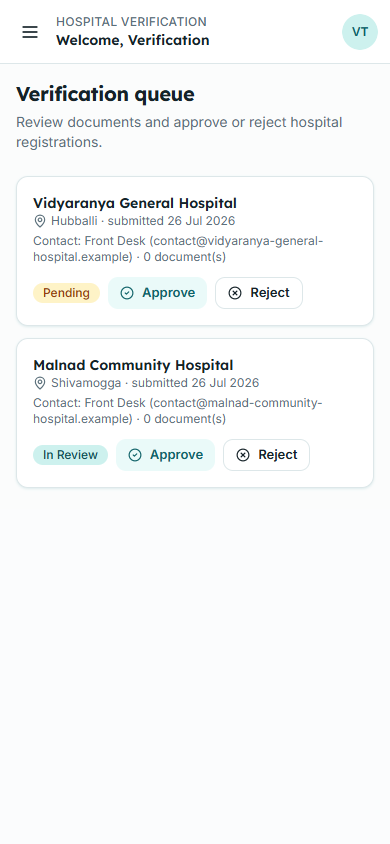 HOSPITAL VERIFICATION
Welcome, Verification
VT
Verification queue
Review documents and approve or reject hospital
registrations.
Vidyaranya General Hospital
Hubballi · submitted 26 Jul 2026
Contact: Front Desk (contact@vidyaranya-general-
hospital.example) · 0 document(s)
Pending
Approve
Reject
Malnad Community Hospital
Shivamogga · submitted 26 Jul 2026
Contact: Front Desk (contact@malnad-community-
hospital.example) · 0 document(s)
In Review
Approve
Reject